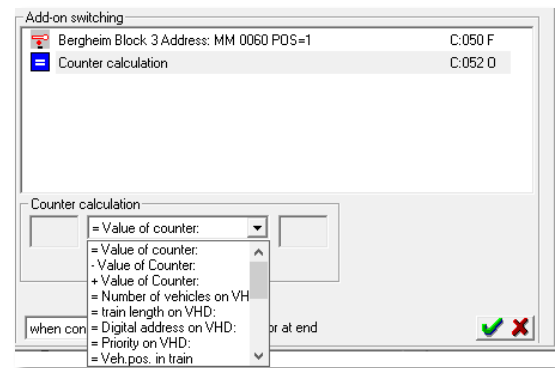 Add-on switching
Bergheim Block 3 Address: MM 0060 POS=1 C:050 F
Counter calculation C:052 O
Counter calculation
= Value of counter:
= Value of counter:
- Value of Counter:
+ Value of Counter:
= Number of vehicles on VH
= train length on VHD:
= Digital address on VHD:
= Priority on VHD:
= Veh.pos. in train
when con or at end